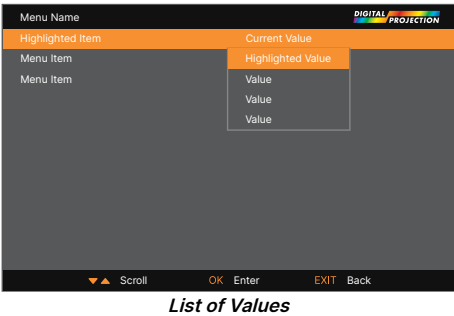 Menu Name
DIGITAL PROJECTION
Highlighted Item Current Value
Menu Item Highlighted Value
Menu Item Value
Value
Value
Scroll OK Enter EXIT Back
List of Values